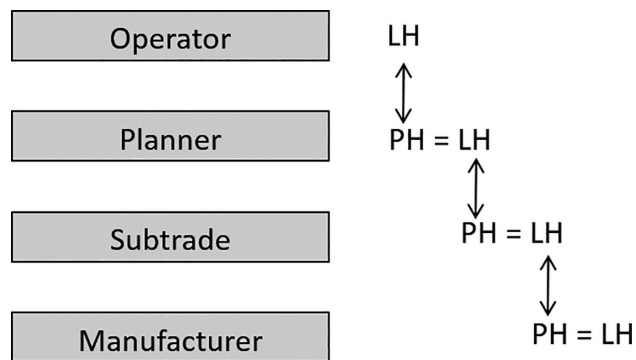 Operator LH
Planner PH = LH
Subtrade PH = LH
Manufacturer PH = LH